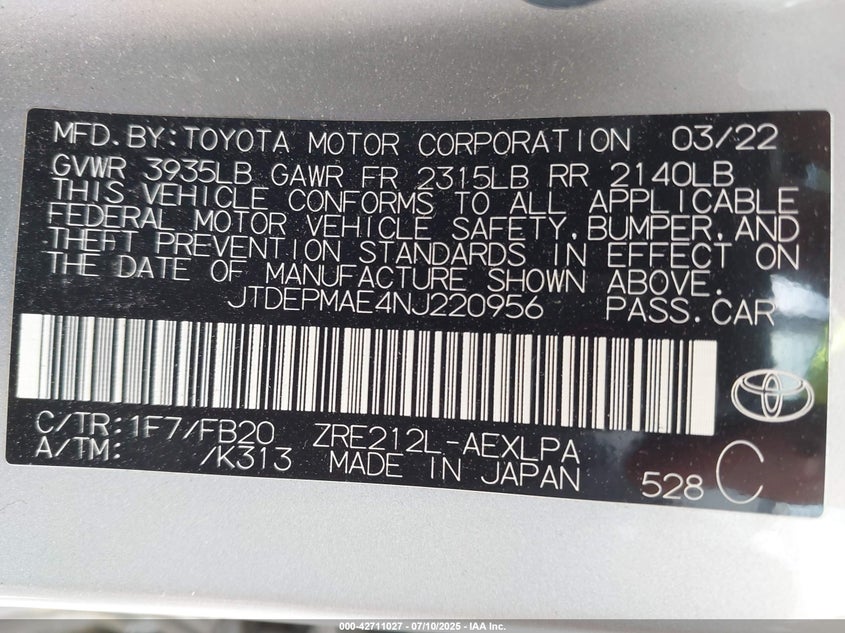 MFD.BY:TOYOTA MOTOR CORPORATION 03/22
GVWR 3935LB GAWR FR 2315LB RR 2140LB
THIS VEHICLE CONFORMS TO ALL APPLICABLE
FEDERAL MOTOR VEHICLE SAFETY,BUMPER,AND
THEFT PREVENTION STANDARDS IN EFFECT ON
THE DATE OF MANUFACTURE SHOWN ABOVE.
JTDEPMAE4NJ220956 PASS.CAR
C/TR:1F7/FB20 ZRE212L-AEXLPA
A/TM: /K313 MADE IN JAPAN 528 C
000-42711027 - 07/10/2025 - IAA Inc.